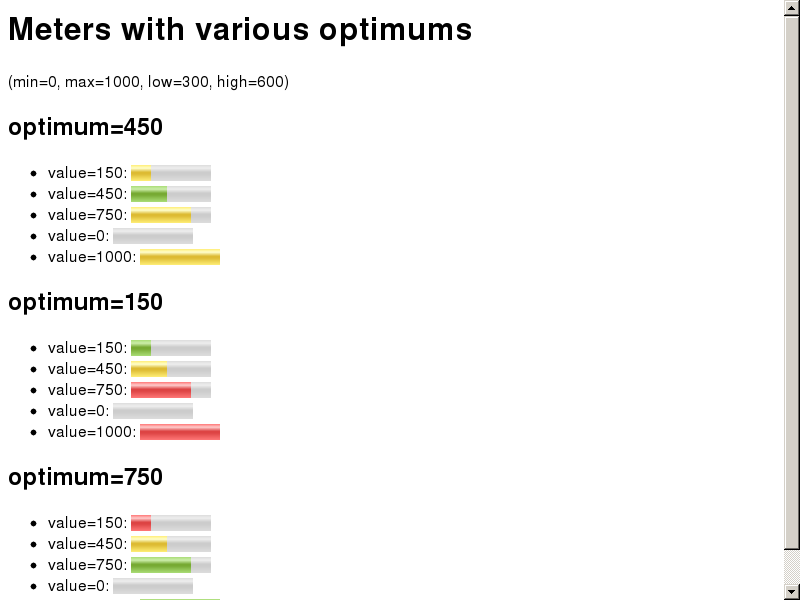 Meters with various optimums
(min=0, max=1000, low=300, high=600)
optimum=450
value=150:
value=450:
value=750:
value=0:
value=1000:
optimum=150
value=150:
value=450:
value=750:
value=0:
value=1000:
optimum=750
value=150:
value=450:
value=750:
value=0: